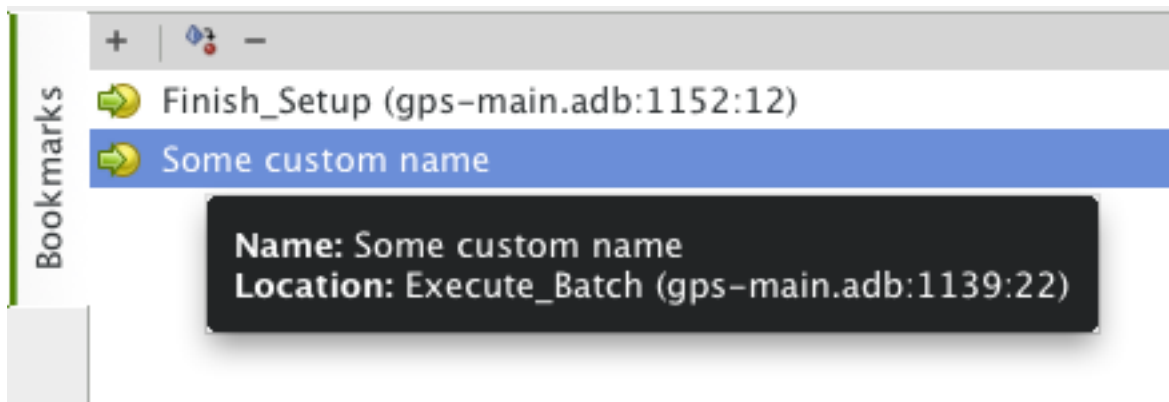 Bookmarks
Finish_Setup (gps-main.adb:1152:12)
Some custom name
Name: Some custom name
Location: Execute_Batch (gps-main.adb:1139:22)